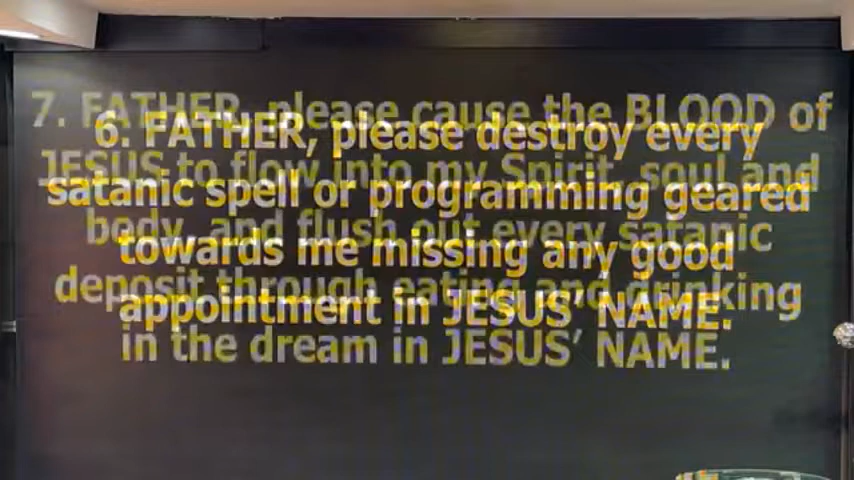 6. FATHER, please destroy every
satanic spell or programming geared
towards me missing any good
appointment in JESUS’ NAME.
7. FATHER, please cause the BLOOD of
JESUS to flow into my Spirit, soul and
body, and flush out every satanic
deposit through eating and drinking
in the dream in JESUS’ NAME.